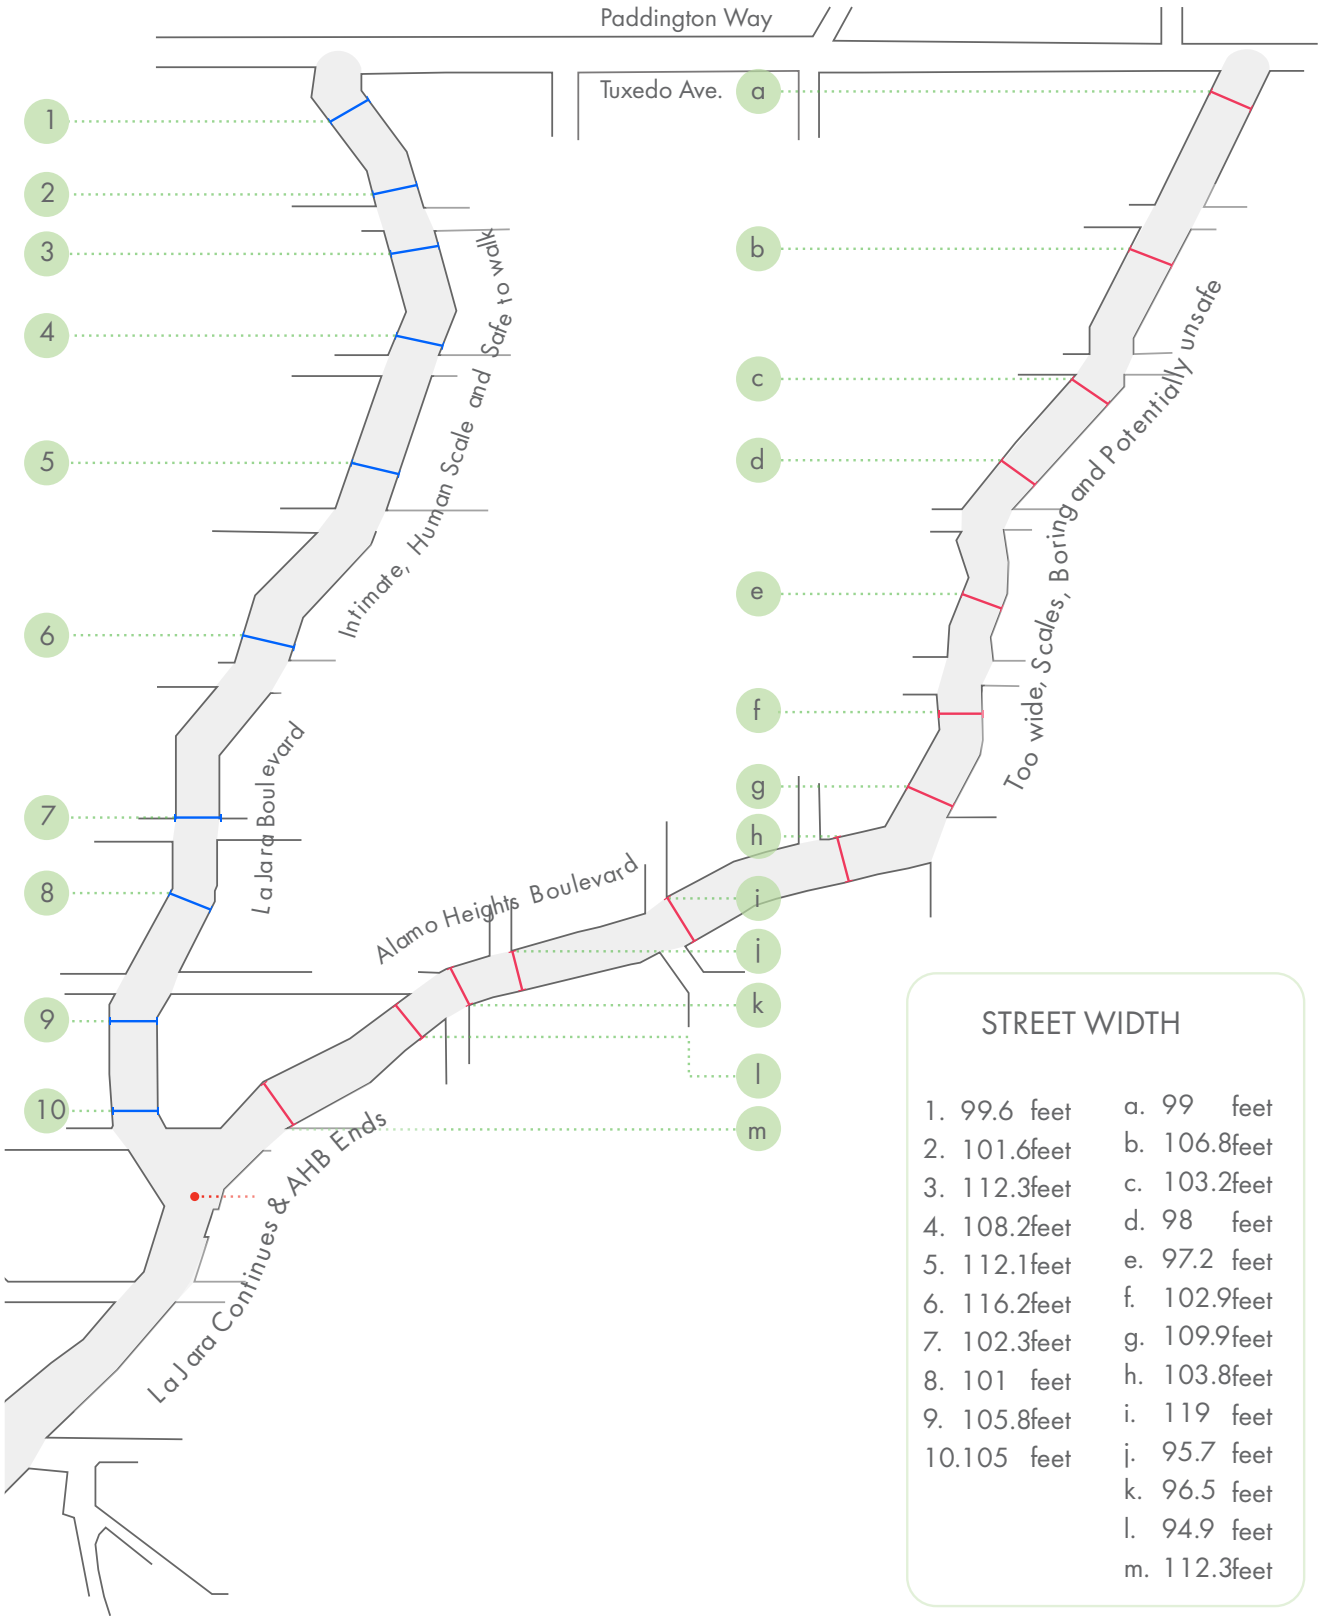 Paddington Way
Tuxedo Ave.
1
2
3
4
5
6
7
8
9
10
a
b
c
d
e
f
g
h
i
j
k
l
m
Intimate, Human Scale and Safe to walk
Too wide, Scales, Boring and Potentially unsafe
LaJara Boulevard
Alamo Heights Boulevard
LaJara Continues & AHB Ends
STREET WIDTH
1. 99.6 feet
2. 101.6feet
3. 112.3feet
4. 108.2feet
5. 112.1feet
6. 116.2feet
7. 102.3feet
8. 101 feet
9. 105.8feet
10.105 feet
a. 99 feet
b. 106.8feet
c. 103.2feet
d. 98 feet
e. 97.2 feet
f. 102.9feet
g. 109.9feet
h. 103.8feet
i. 119 feet
j. 95.7 feet
k. 96.5 feet
l. 94.9 feet
m. 112.3feet